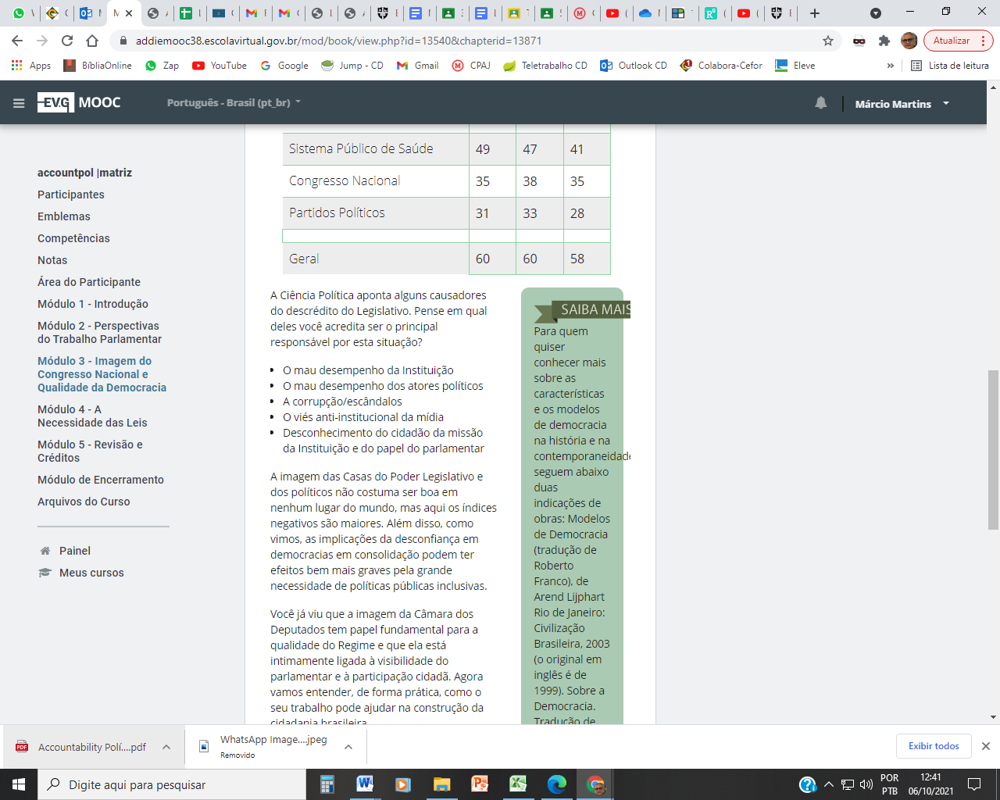 addiemooc38.escolavirtual.gov.br/mod/book/view.php?id=13540&chapterid=13871
Atualizar
Apps
BíbliaOnline
Zap
YouTube
Google
Jump - CD
Gmail
CPAJ
Teletrabalho CD
Outlook CD
Colabora-Cefor
Eleve
»
Lista de leitura
EV.G MOOC
Português - Brasil (pt_br)
Márcio Martins
accountpol |matriz
Participantes
Emblemas
Competências
Notas
Área do Participante
Módulo 1 - Introdução
Módulo 2 - Perspectivas
do Trabalho Parlamentar
Módulo 3 - Imagem do
Congresso Nacional e
Qualidade da Democracia
Módulo 4 - A
Necessidade das Leis
Módulo 5 - Revisão e
Créditos
Módulo de Encerramento
Arquivos do Curso
Painel
Meus cursos
Sistema Público de Saúde 49 47 41
Congresso Nacional 35 38 35
Partidos Políticos 31 33 28
Geral 60 60 58
A Ciência Política aponta alguns causadores
do descrédito do Legislativo. Pense em qual
deles você acredita ser o principal
responsável por esta situação?
• O mau desempenho da Instituição
• O mau desempenho dos atores políticos
• A corrupção/escândalos
• O viés anti-institucional da mídia
• Desconhecimento do cidadão da missão
da Instituição e do papel do parlamentar
A imagem das Casas do Poder Legislativo e
dos políticos não costuma ser boa em
nenhum lugar do mundo, mas aqui os índices
negativos são maiores. Além disso, como
vimos, as implicações da desconfiança em
democracias em consolidação podem ter
efeitos bem mais graves pela grande
necessidade de políticas públicas inclusivas.
Você já viu que a imagem da Câmara dos
Deputados tem papel fundamental para a
qualidade do Regime e que ela está
intimamente ligada à visibilidade do
parlamentar e à participação cidadã. Agora
vamos entender, de forma prática, como o
seu trabalho pode ajudar na construção da
cidadania brasileira.
SAIBA MAIS
Para quem
quiser
conhecer mais
sobre as
características
e os modelos
de democracia
na história e na
contemporaneidade
seguem abaixo
duas
indicações de
obras: Modelos
de Democracia
(tradução de
Roberto
Franco), de
Arend Lijphart
Rio de Janeiro:
Civilização
Brasileira, 2003
(o original em
inglês é de
1999). Sobre a
Democracia.
Tradução de
Accountability Polí....pdf
WhatsApp Image....jpeg
Removido
Exibir todos
Digite aqui para pesquisar
POR
PTB
12:41
06/10/2021